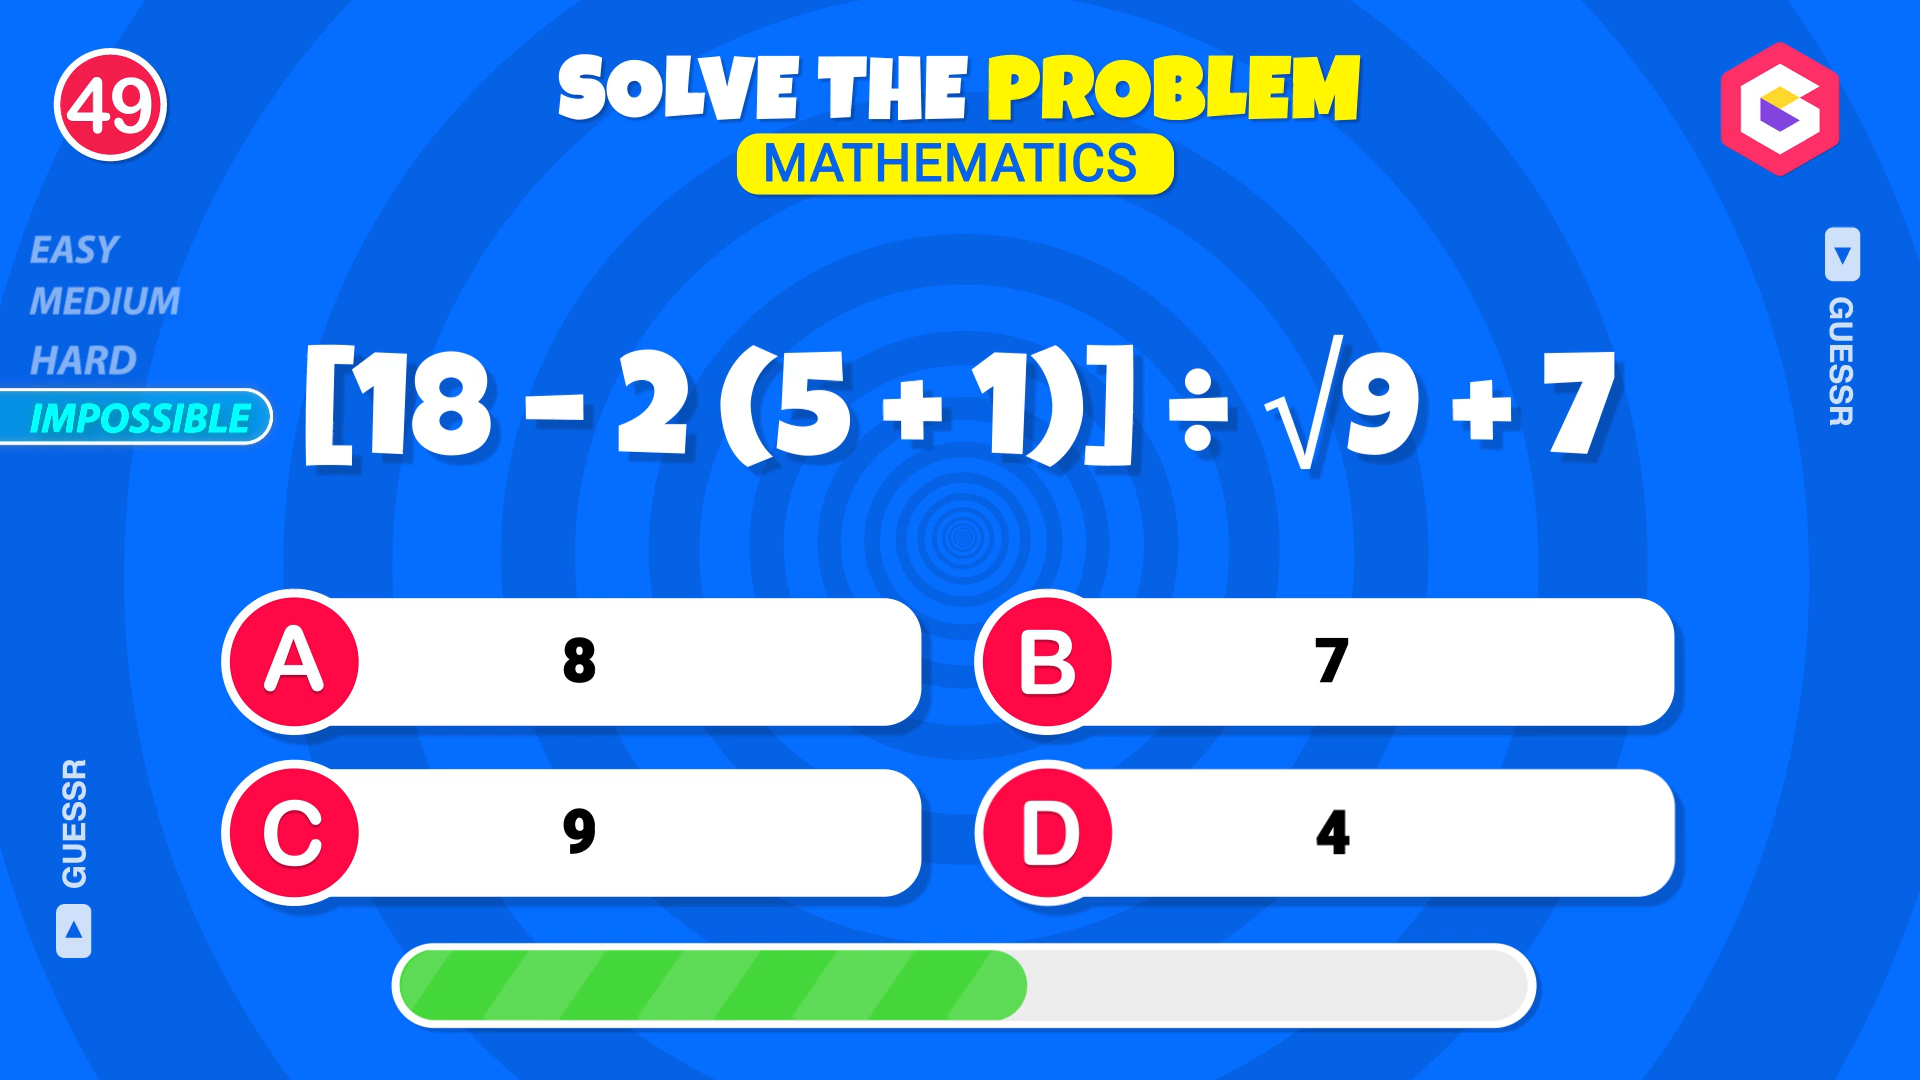 49
SOLVE THE PROBLEM
MATHEMATICS
EASY
MEDIUM
HARD
IMPOSSIBLE
[18 – 2 (5 + 1)] ÷ √9 + 7
GUESSR
A 8
B 7
C 9
D 4
GUESSR